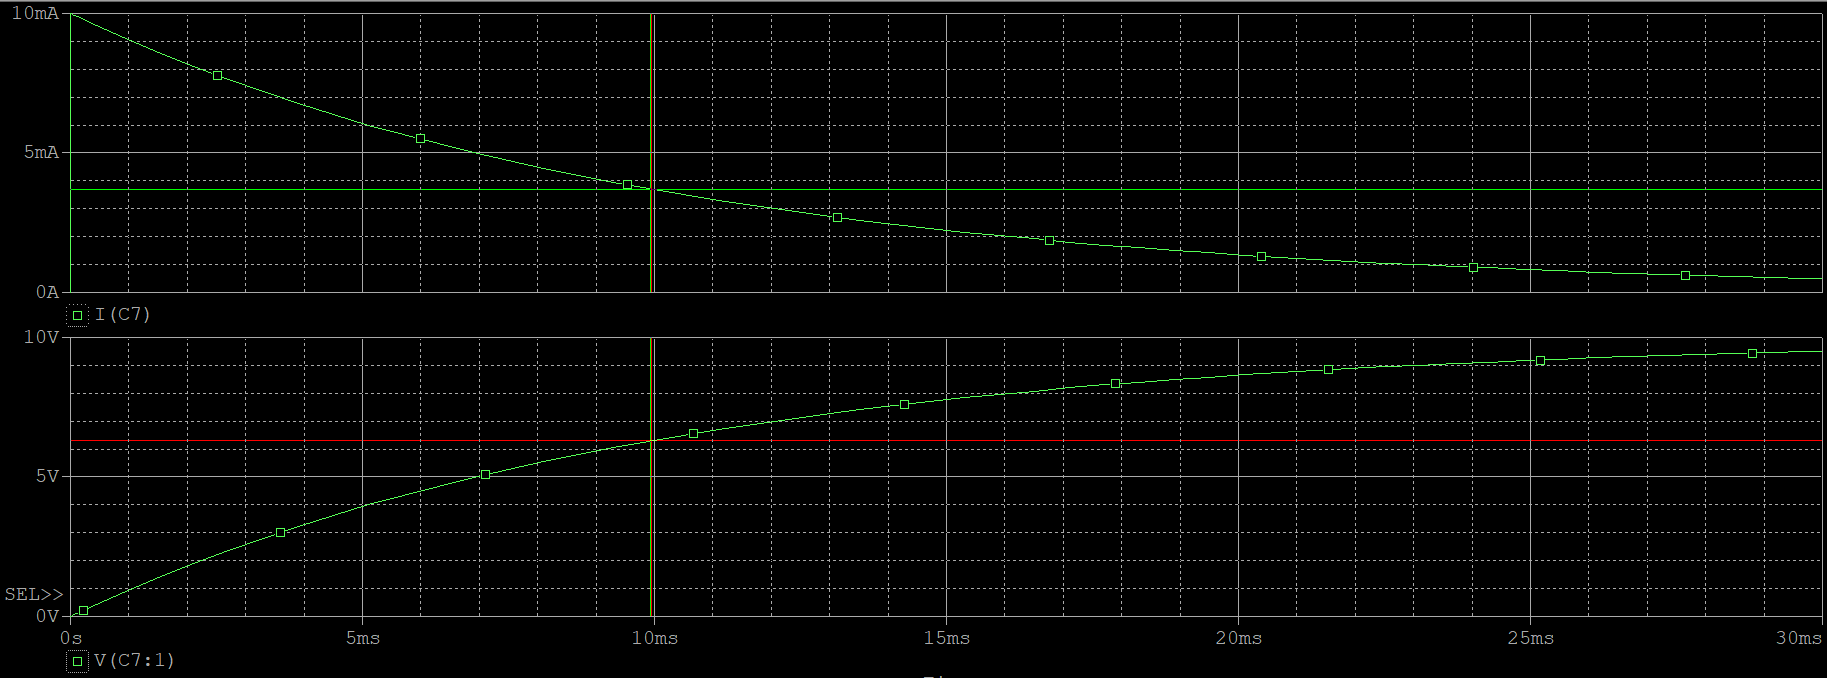 10mA
5mA
0A
I(C7)
10V
5V
SEL>>
0V
0s 5ms 10ms 15ms 20ms 25ms 30ms
V(C7:1)